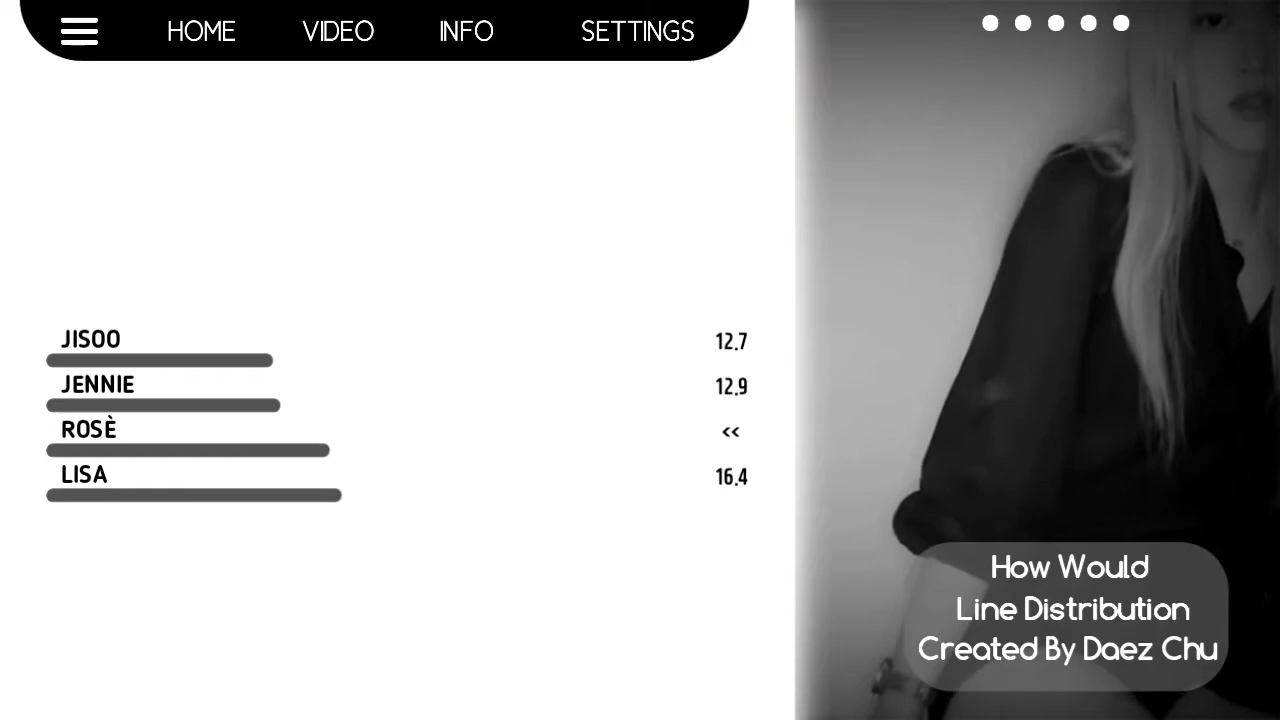 HOME VIDEO INFO SETTINGS
JISOO 12.7
JENNIE 12.9
ROSÈ <<
LISA 16.4
How Would
Line Distribution
Created By Daez Chu